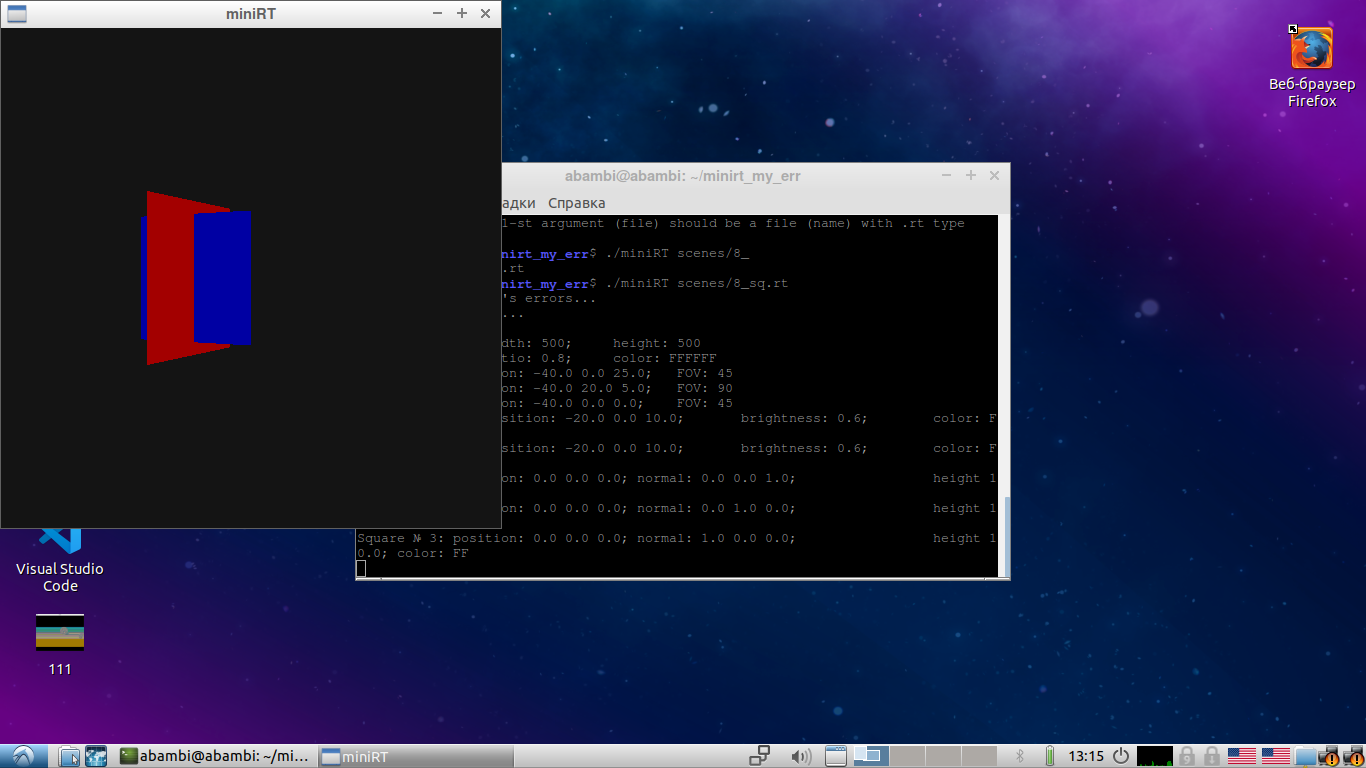 miniRT
Веб-браузер
Firefox
abambi@abambi: ~/minirt_my_err
адки Справка
1-st argument (file) should be a file (name) with .rt type
nirt_my_err$ ./miniRT scenes/8_
.rt
nirt_my_err$ ./miniRT scenes/8_sq.rt
's errors...
...
dth: 500; height: 500
tio: 0.8; color: FFFFFF
on: -40.0 0.0 25.0; FOV: 45
on: -40.0 20.0 5.0; FOV: 90
on: -40.0 0.0 0.0; FOV: 45
sition: -20.0 0.0 10.0; brightness: 0.6; color: F
sition: -20.0 0.0 10.0; brightness: 0.6; color: F
on: 0.0 0.0 0.0; normal: 0.0 0.0 1.0; height 1
on: 0.0 0.0 0.0; normal: 0.0 1.0 0.0; height 1
Square № 3: position: 0.0 0.0 0.0; normal: 1.0 0.0 0.0; height 1
0.0; color: FF
Visual Studio
Code
111
abambi@abambi: ~/mi...
miniRT
13:15